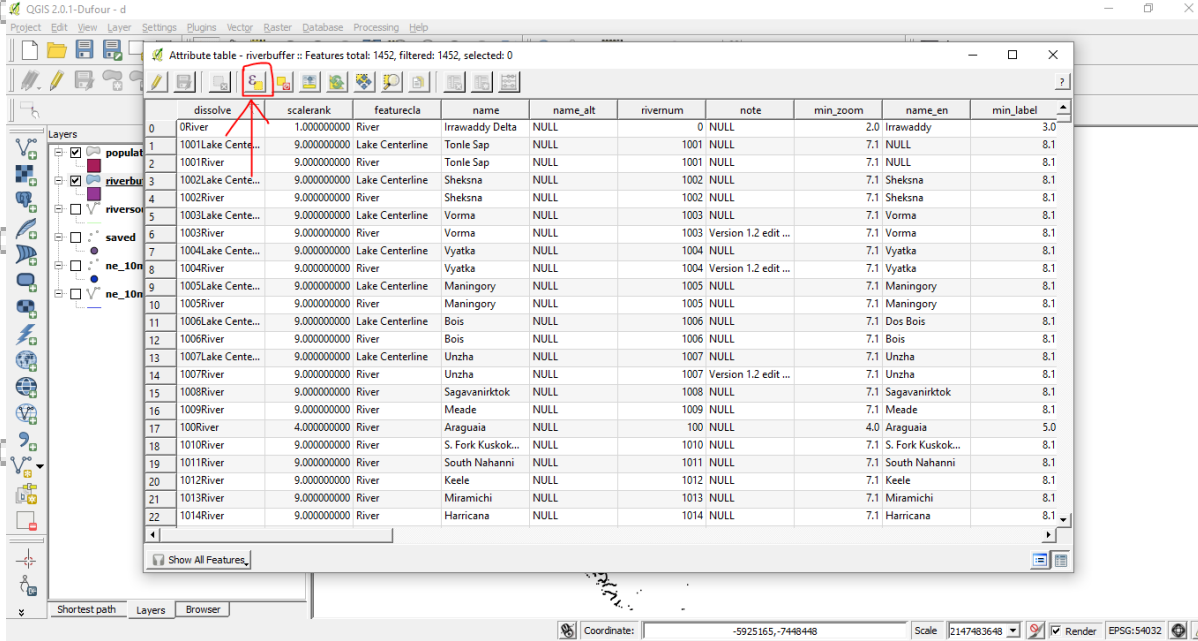 QGIS 2.0.1-Dufour - d
Project Edit View Layer Settings Plugins Vector Raster Database Processing Help
Attribute table - riverbuffer :: Features total: 1452, filtered: 1452, selected: 0
ε
?
dissolve scalerank featurecla name name_alt rivernum note min_zoom name_en min_label
0 0River 1.000000000 River Irrawaddy Delta NULL 0 NULL 2.0 Irrawaddy 3.0
1 1001Lake Cente... 9.000000000 Lake Centerline Tonle Sap NULL 1001 NULL 7.1 NULL 8.1
2 1001River 9.000000000 River Tonle Sap NULL 1001 NULL 7.1 NULL 8.1
3 1002Lake Cente... 9.000000000 Lake Centerline Sheksna NULL 1002 NULL 7.1 Sheksna 8.1
4 1002River 9.000000000 River Sheksna NULL 1002 NULL 7.1 Sheksna 8.1
5 1003Lake Cente... 9.000000000 Lake Centerline Vorma NULL 1003 NULL 7.1 Vorma 8.1
6 1003River 9.000000000 River Vorma NULL 1003 Version 1.2 edit ... 7.1 Vorma 8.1
7 1004Lake Cente... 9.000000000 Lake Centerline Vyatka NULL 1004 NULL 7.1 Vyatka 8.1
8 1004River 9.000000000 River Vyatka NULL 1004 Version 1.2 edit ... 7.1 Vyatka 8.1
9 1005Lake Cente... 9.000000000 Lake Centerline Maningory NULL 1005 NULL 7.1 Maningory 8.1
10 1005River 9.000000000 River Maningory NULL 1005 NULL 7.1 Maningory 8.1
11 1006Lake Cente... 9.000000000 Lake Centerline Bois NULL 1006 NULL 7.1 Dos Bois 8.1
12 1006River 9.000000000 River Bois NULL 1006 NULL 7.1 Bois 8.1
13 1007Lake Cente... 9.000000000 Lake Centerline Unzha NULL 1007 NULL 7.1 Unzha 8.1
14 1007River 9.000000000 River Unzha NULL 1007 Version 1.2 edit ... 7.1 Unzha 8.1
15 1008River 9.000000000 River Sagavanirktok NULL 1008 NULL 7.1 Sagavanirktok 8.1
16 1009River 9.000000000 River Meade NULL 1009 NULL 7.1 Meade 8.1
17 100River 4.000000000 River Araguaia NULL 100 NULL 4.0 Araguaia 5.0
18 1010River 9.000000000 River S. Fork Kuskok... NULL 1010 NULL 7.1 S. Fork Kuskok... 8.1
19 1011River 9.000000000 River South Nahanni NULL 1011 NULL 7.1 South Nahanni 8.1
20 1012River 9.000000000 River Keele NULL 1012 NULL 7.1 Keele 8.1
21 1013River 9.000000000 River Miramichi NULL 1013 NULL 7.1 Miramichi 8.1
22 1014River 9.000000000 River Harricana NULL 1014 NULL 7.1 Harricana 8.1
Show All Features
Layers
populat
riverbu
riverso
saved
ne_10n
ne_10n
Shortest path Layers Browser
Coordinate: -5925165,-7448448 Scale 2147483648 Render EPSG:54032